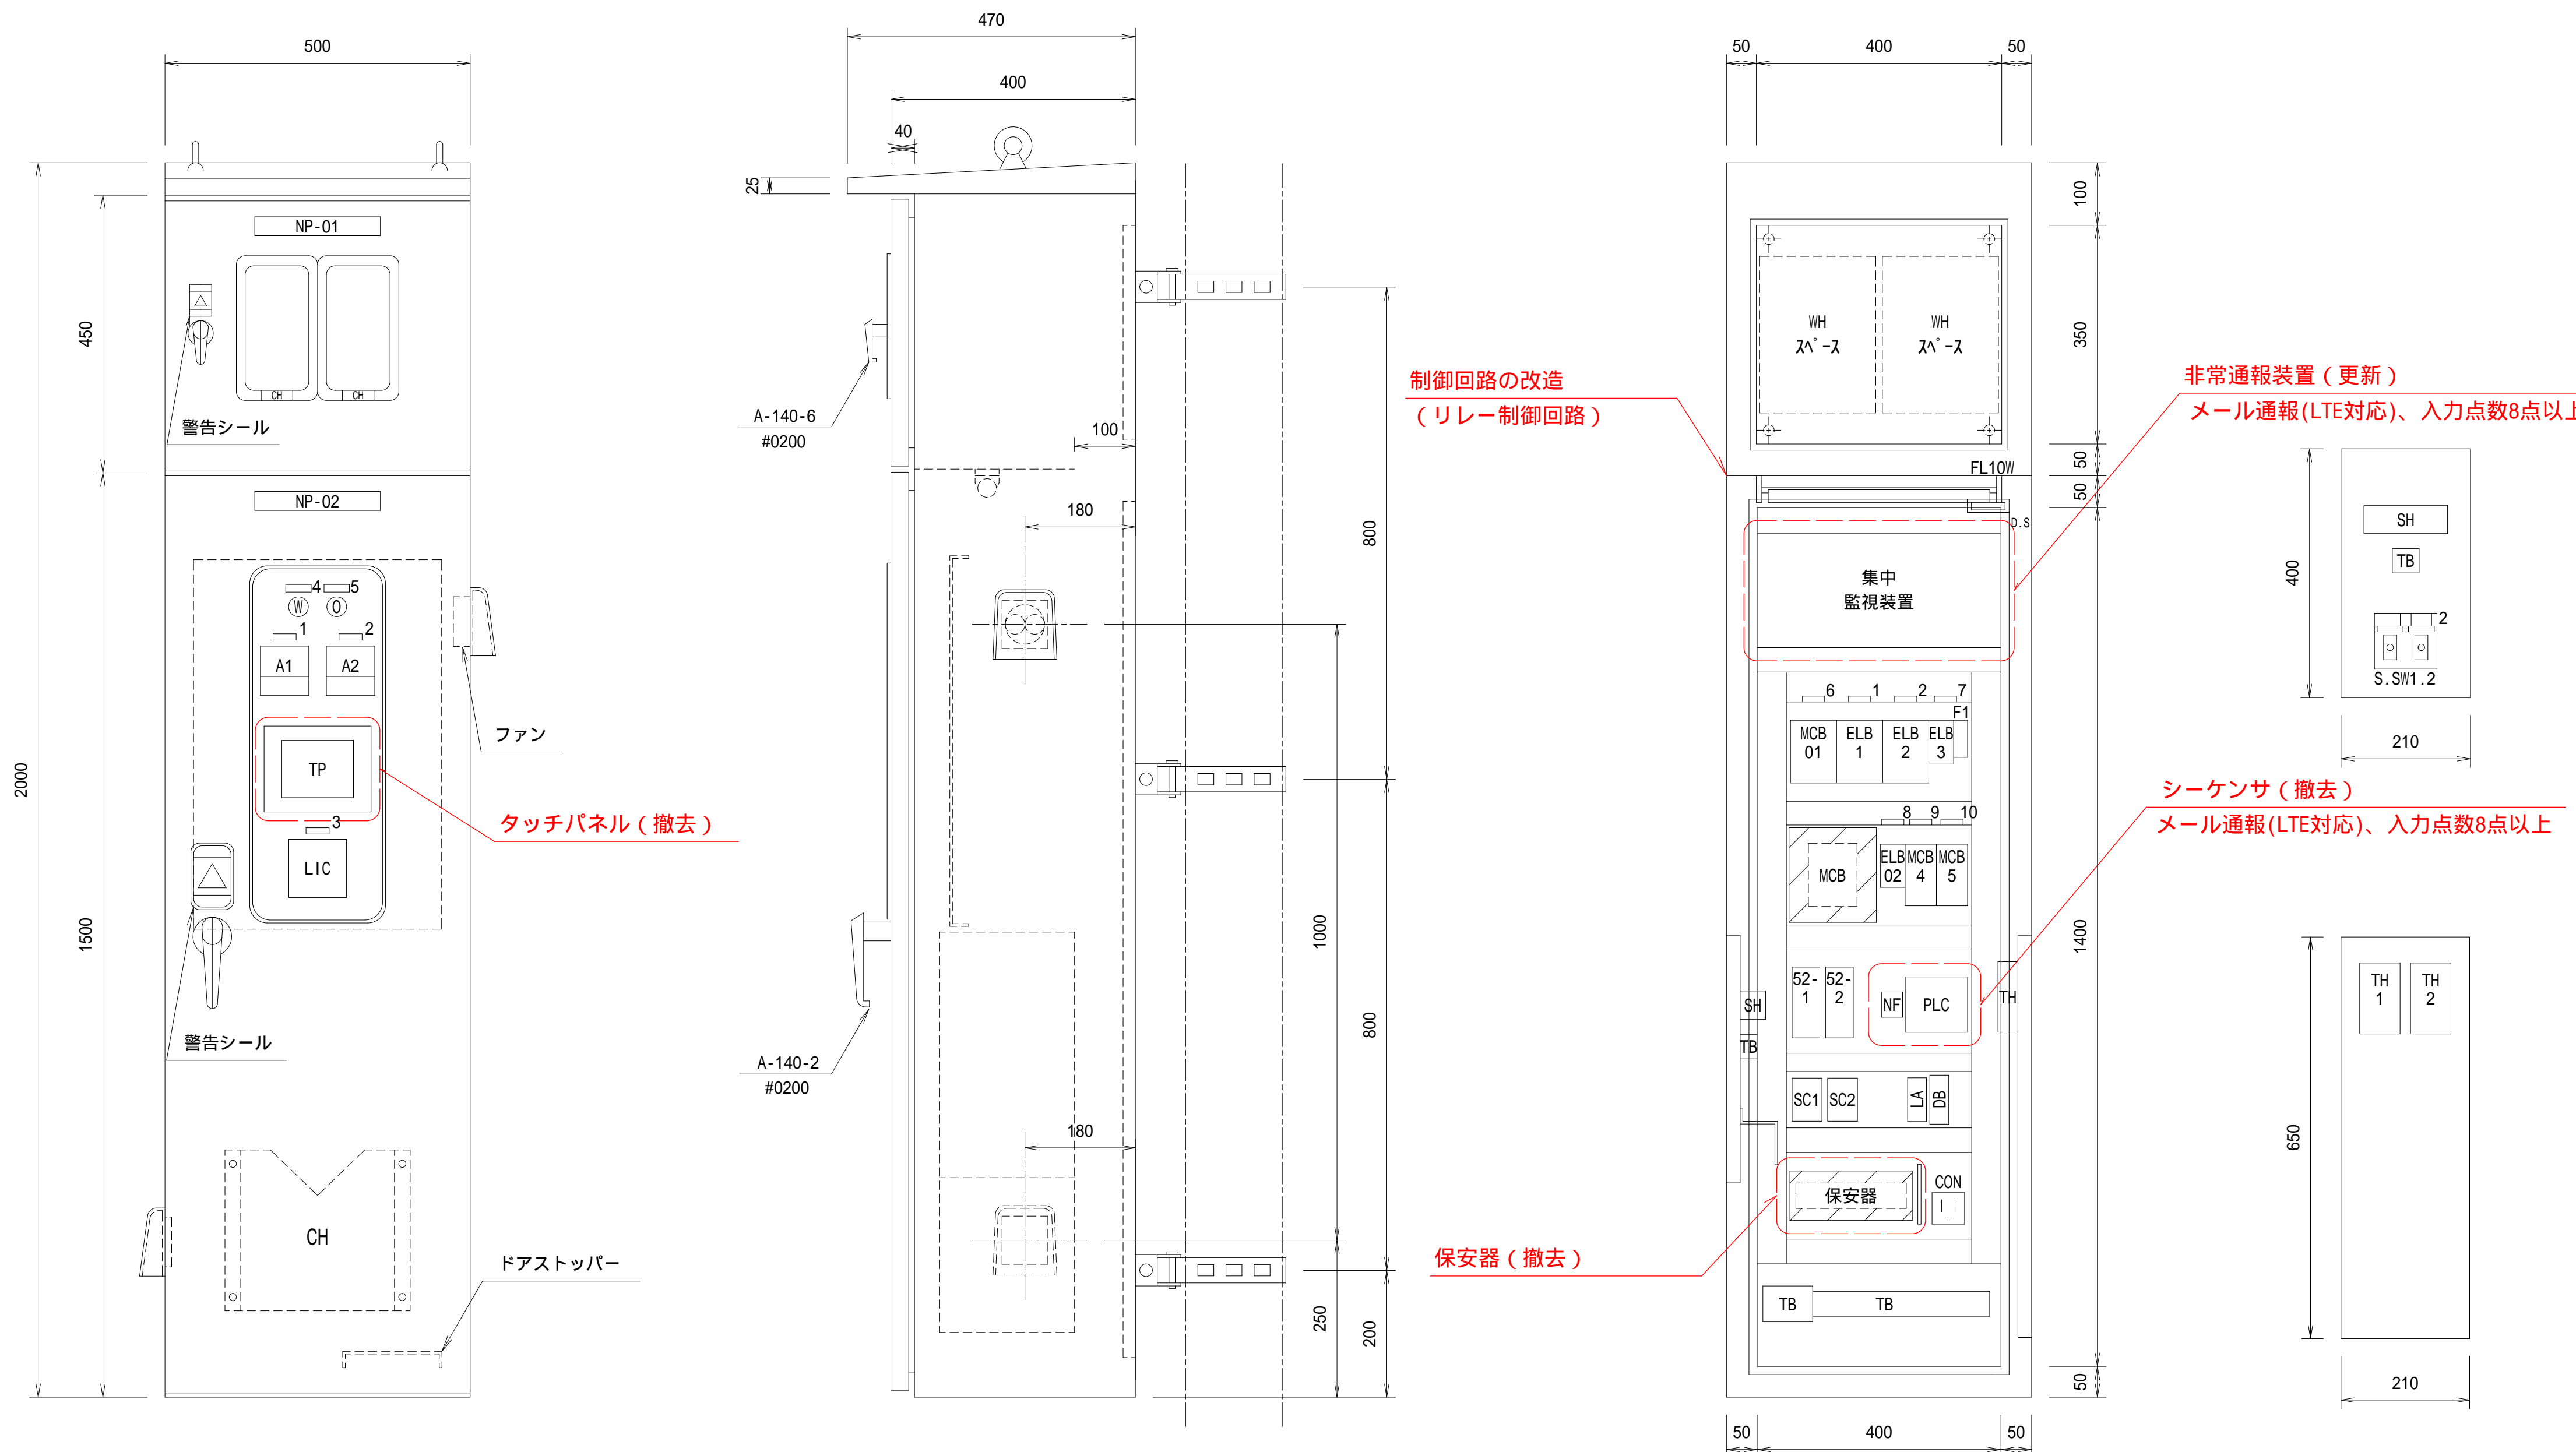 500
2000
450
1500
NP-01
CH
CH
警告シール
NP-02
4
5
W
O
1
2
A1
A2
TP
3
LIC
ファン
タッチパネル（撤去）
警告シール
CH
ドアストッパー
470
400
40
25
A-140-6
#0200
100
180
A-140-2
#0200
180
800
1000
800
250
200
制御回路の改造
（リレー制御回路）
50
400
50
WH
スペース
WH
スペース
FL10W
D.S
100
350
50
50
1400
50
集中
監視装置
6
1
2
7
F1
MCB
01
ELB
1
ELB
2
ELB
3
8
9
10
MCB
ELB
02
MCB
4
MCB
5
52-
1
52-
2
NF
PLC
SH
TB
TH
SC1
SC2
LA
DB
保安器
CON
TB
TB
50
400
50
保安器（撤去）
非常通報装置（更新）
メール通報(LTE対応)、入力点数8点以上
シーケンサ（撤去）
メール通報(LTE対応)、入力点数8点以上
400
SH
TB
2
S.SW1.2
210
650
TH
1
TH
2
210